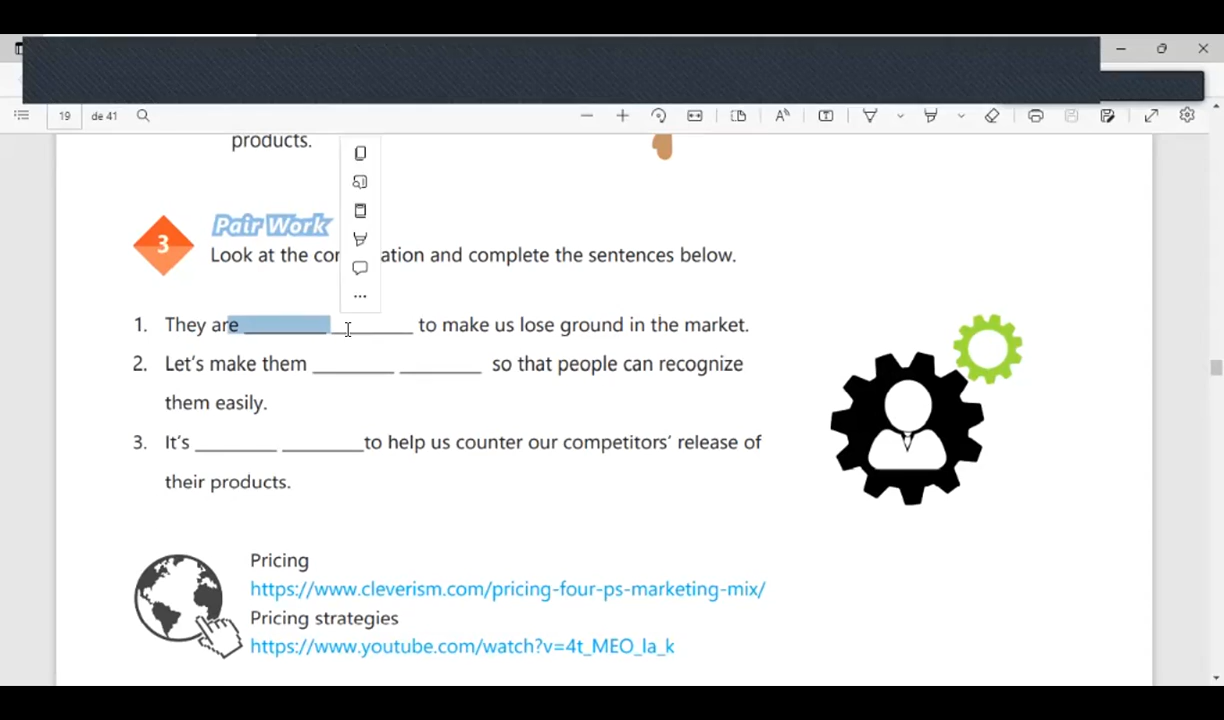 19 de 41
products.
Pair Work
3
Look at the cor ation and complete the sentences below.
1. They are ________ ________ to make us lose ground in the market.
2. Let's make them ________ ________ so that people can recognize
them easily.
3. It's ________ ________to help us counter our competitors' release of
their products.
Pricing
https://www.cleverism.com/pricing-four-ps-marketing-mix/
Pricing strategies
https://www.youtube.com/watch?v=4t_MEO_la_k